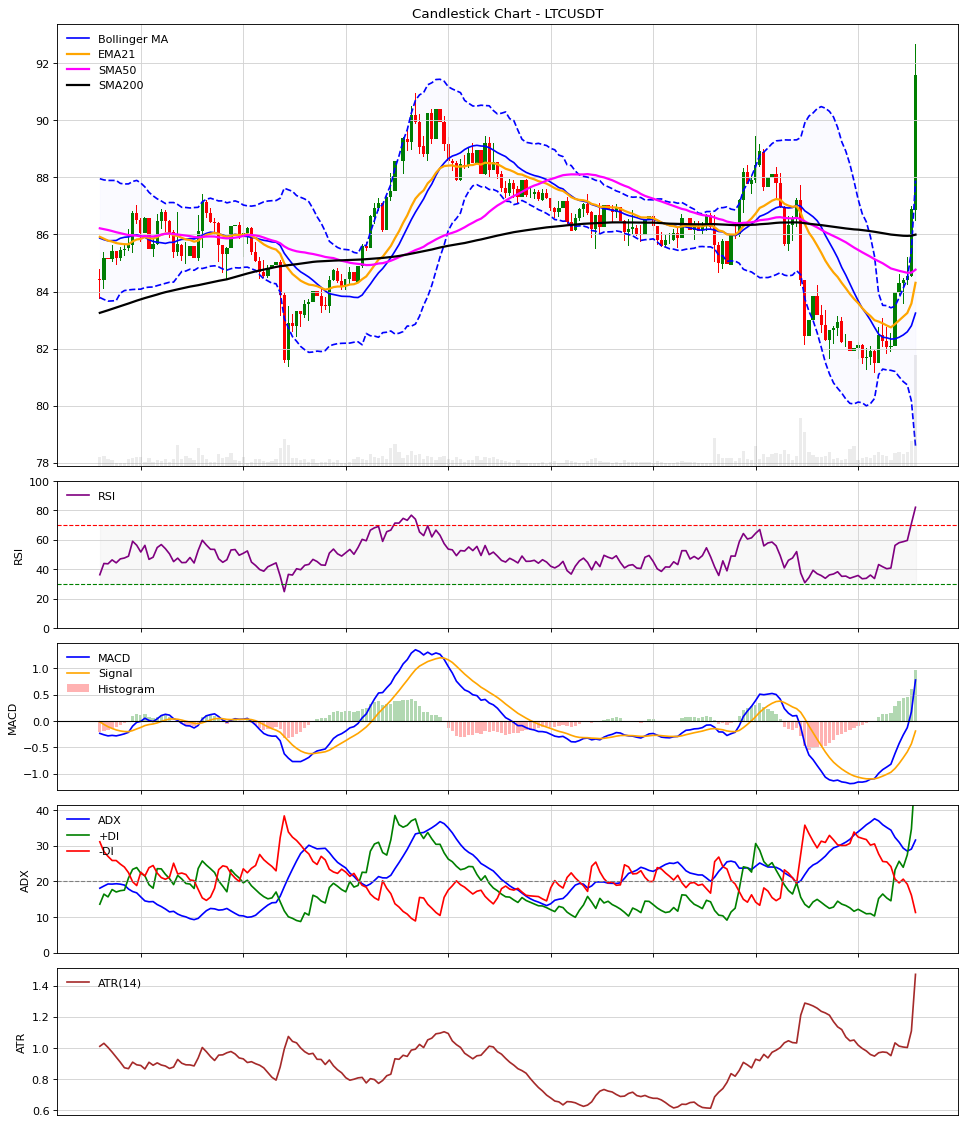 Candlestick Chart - LTCUSDT
Bollinger MA
EMA21
SMA50
SMA200
92
90
88
86
84
82
80
78
RSI
RSI
100
80
60
40
20
0
MACD
MACD
Signal
Histogram
1.0
0.5
0.0
−0.5
−1.0
ADX
ADX
+DI
-DI
40
30
20
10
0
ATR
ATR(14)
1.4
1.2
1.0
0.8
0.6